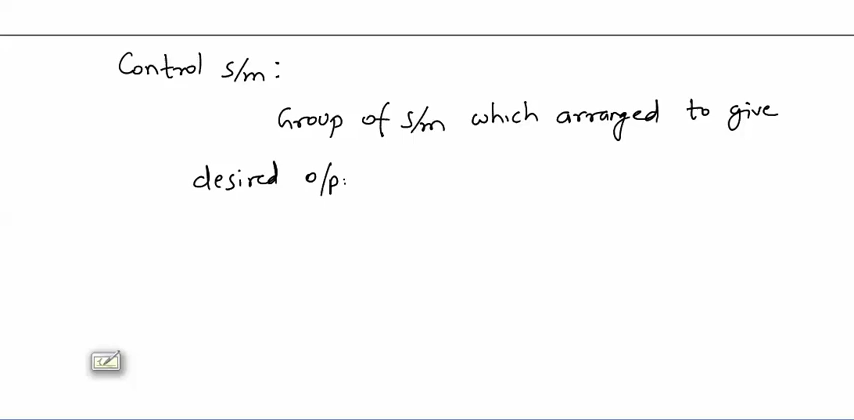 Control s/m:
Group of s/m which arranged to give
desired o/p.